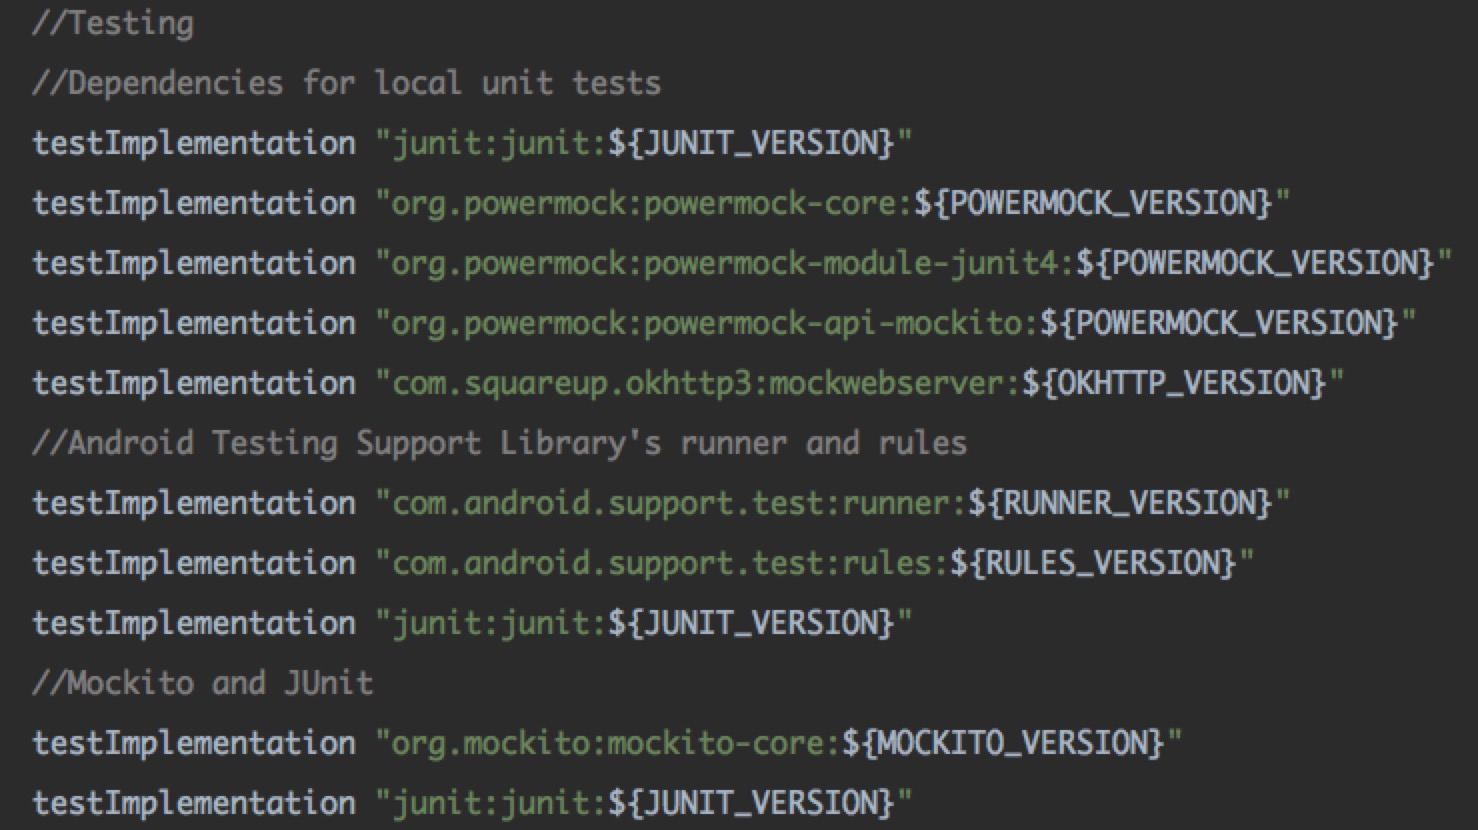 //Testing
//Dependencies for local unit tests
testImplementation "junit:junit:${JUNIT_VERSION}"
testImplementation "org.powermock:powermock-core:${POWERMOCK_VERSION}"
testImplementation "org.powermock:powermock-module-junit4:${POWERMOCK_VERSION}"
testImplementation "org.powermock:powermock-api-mockito:${POWERMOCK_VERSION}"
testImplementation "com.squareup.okhttp3:mockwebserver:${OKHTTP_VERSION}"
//Android Testing Support Library's runner and rules
testImplementation "com.android.support.test:runner:${RUNNER_VERSION}"
testImplementation "com.android.support.test:rules:${RULES_VERSION}"
testImplementation "junit:junit:${JUNIT_VERSION}"
//Mockito and JUnit
testImplementation "org.mockito:mockito-core:${MOCKITO_VERSION}"
testImplementation "junit:junit:${JUNIT_VERSION}"